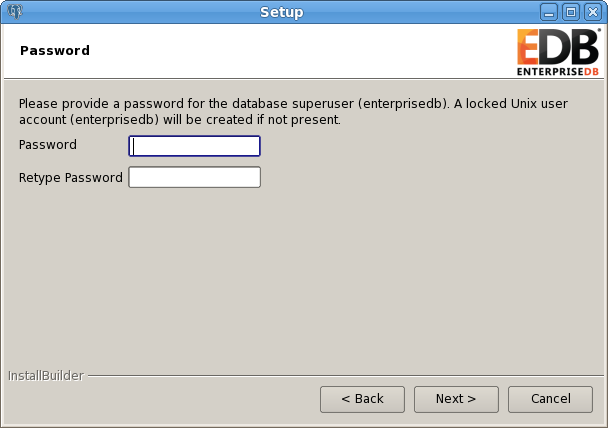 Setup
Password
EDB
ENTERPRISEDB
Please provide a password for the database superuser (enterprisedb). A locked Unix user
account (enterprisedb) will be created if not present.
Password
Retype Password
InstallBuilder
< Back
Next >
Cancel